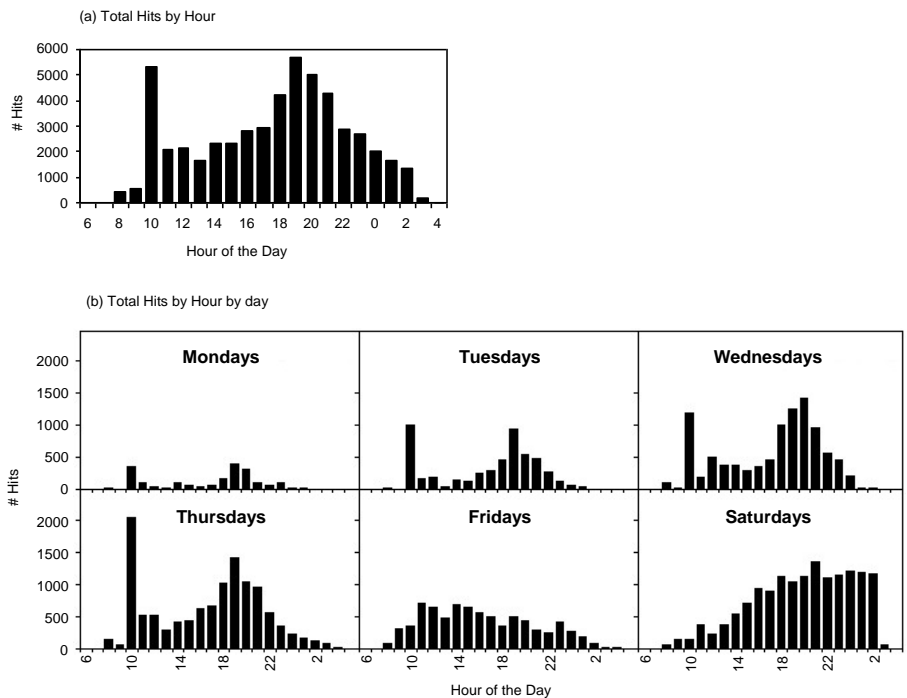 (a) Total Hits by Hour
6000
5000
4000
3000
2000
1000
0
# Hits
6 8 10 12 14 16 18 20 22 0 2 4
Hour of the Day
(b) Total Hits by Hour by day
Mondays Tuesdays Wednesdays
2000
1500
1000
500
0
# Hits
Thursdays Fridays Saturdays
2000
1500
1000
500
0
6 10 14 18 22 2 6 10 14 18 22 2 6 10 14 18 22 2
Hour of the Day